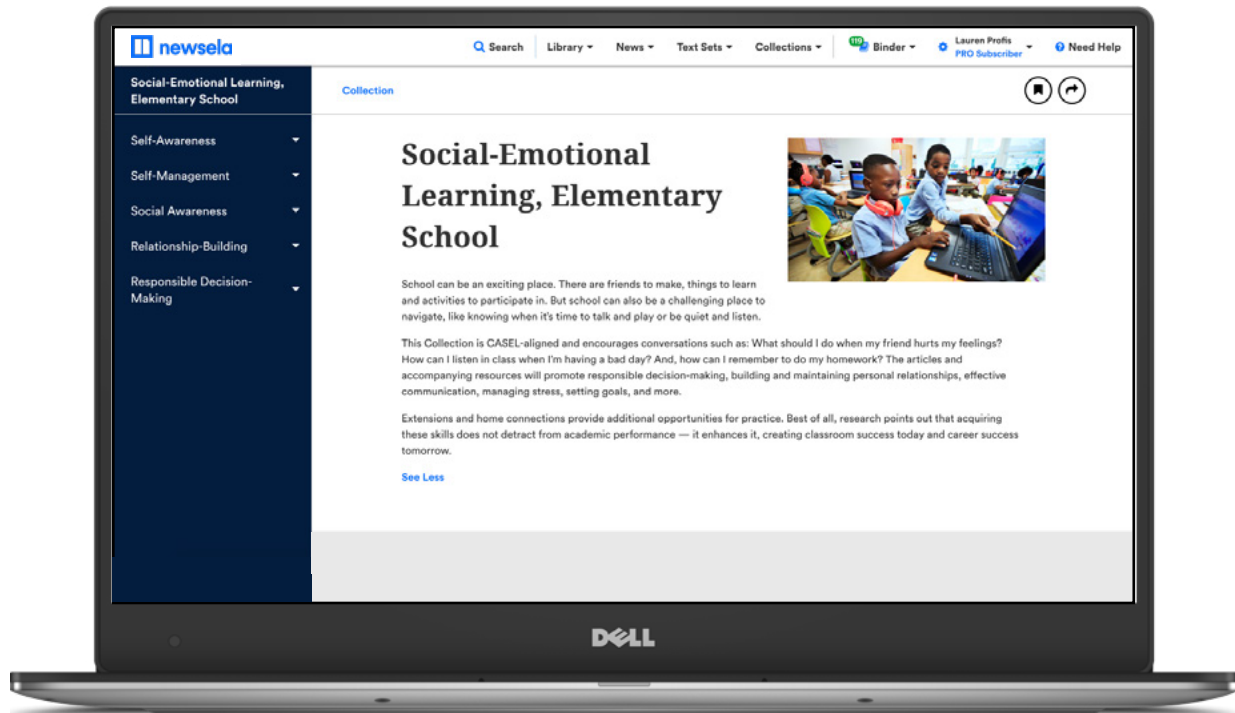 newsela
Search Library News Text Sets Collections 119 Binder Lauren Profis Need Help
PRO Subscriber
Social-Emotional Learning,
Elementary School
Collection
Self-Awareness
Self-Management
Social Awareness
Relationship-Building
Responsible Decision-
Making
Social-Emotional
Learning, Elementary
School
School can be an exciting place. There are friends to make, things to learn
and activities to participate in. But school can also be a challenging place to
navigate, like knowing when it's time to talk and play or be quiet and listen.
This Collection is CASEL-aligned and encourages conversations such as: What should I do when my friend hurts my feelings?
How can I listen in class when I'm having a bad day? And, how can I remember to do my homework? The articles and
accompanying resources will promote responsible decision-making, building and maintaining personal relationships, effective
communication, managing stress, setting goals, and more.
Extensions and home connections provide additional opportunities for practice. Best of all, research points out that acquiring
these skills does not detract from academic performance — it enhances it, creating classroom success today and career success
tomorrow.
See Less
DELL